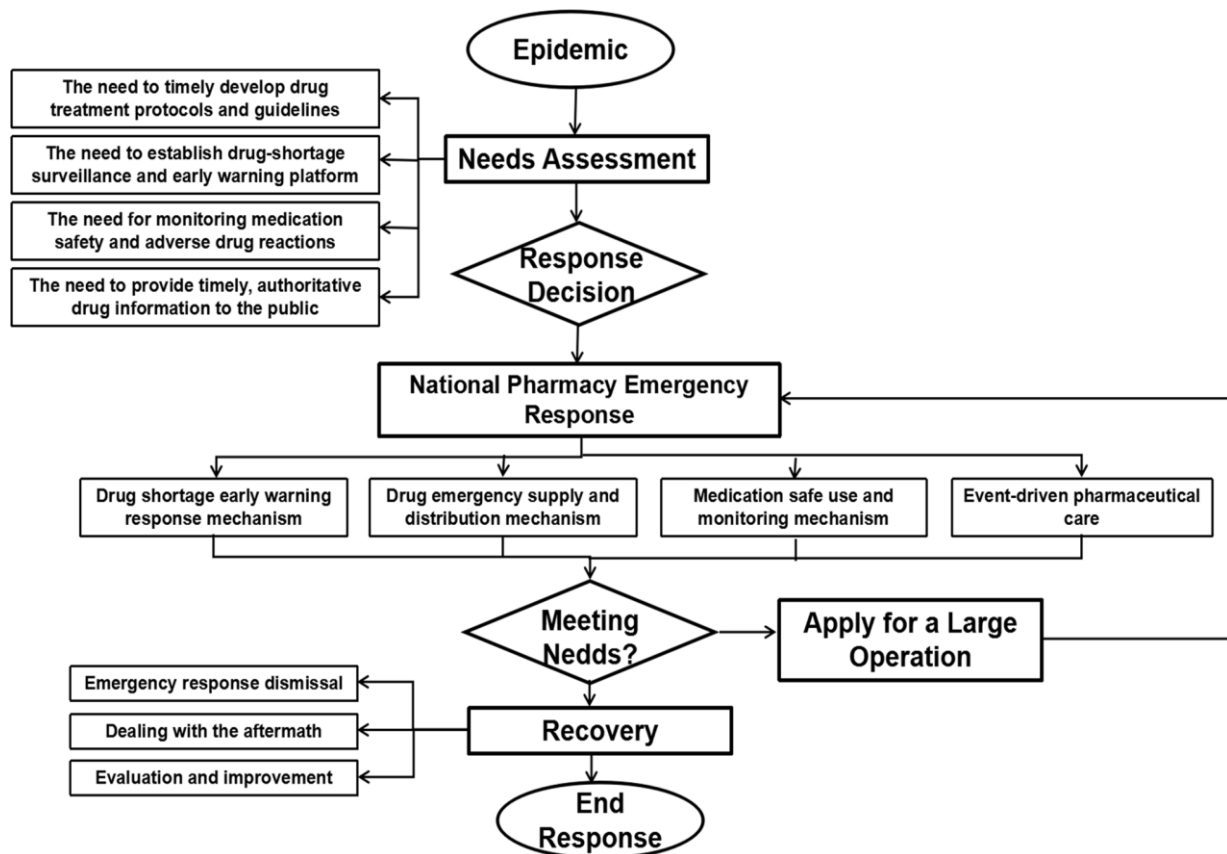 Epidemic
The need to timely develop drug
treatment protocols and guidelines
The need to establish drug-shortage
surveillance and early warning platform
The need for monitoring medication
safety and adverse drug reactions
The need to provide timely, authoritative
drug information to the public
Needs Assessment
Response
Decision
National Pharmacy Emergency
Response
Drug shortage early warning
response mechanism
Drug emergency supply and
distribution mechanism
Medication safe use and
monitoring mechanism
Event-driven pharmaceutical
care
Meeting
Nedds?
Apply for a Large
Operation
Emergency response dismissal
Dealing with the aftermath
Evaluation and improvement
Recovery
End
Response